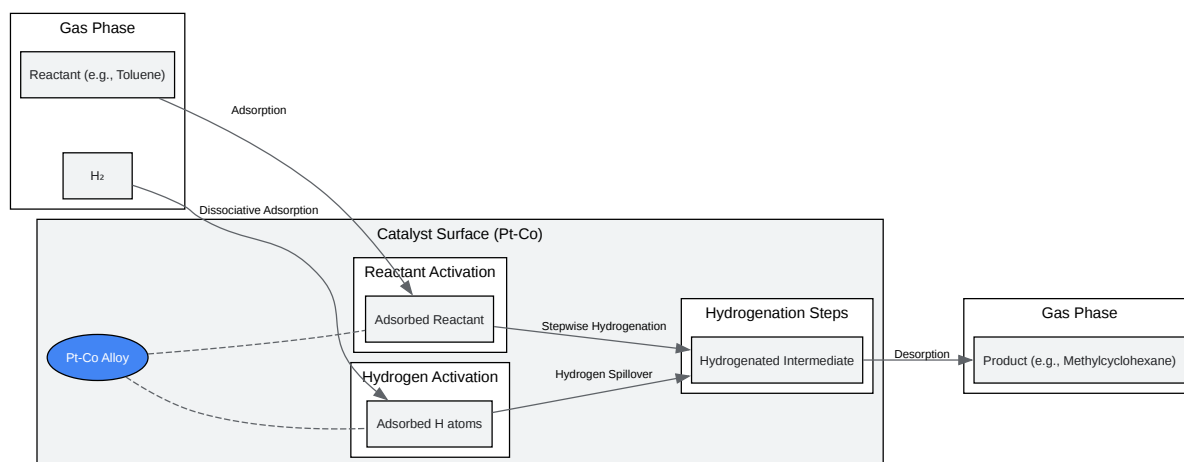 Gas Phase
Reactant (e.g., Toluene)
Adsorption
H₂
Dissociative Adsorption
Catalyst Surface (Pt-Co)
Reactant Activation
Adsorbed Reactant
Stepwise Hydrogenation
Pt-Co Alloy
Hydrogen Activation
Adsorbed H atoms
Hydrogen Spillover
Hydrogenation Steps
Hydrogenated Intermediate
Desorption
Gas Phase
Product (e.g., Methylcyclohexane)